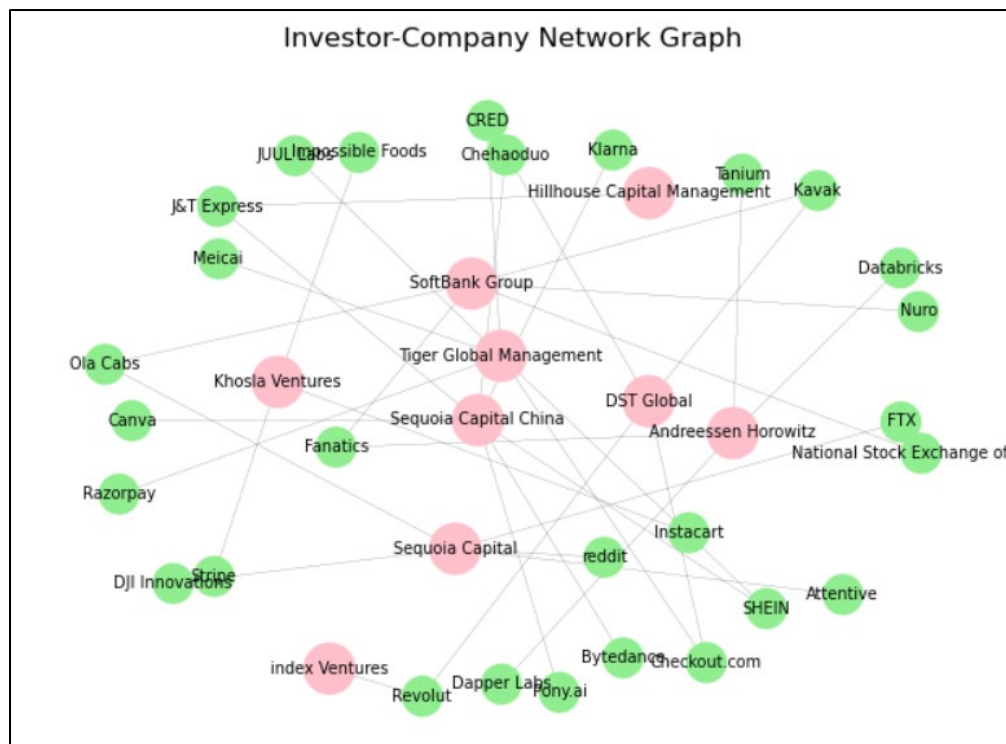 Investor-Company Network Graph
CRED
JUUL Labs
Impossible Foods
Chehaoduo
Klarna
Tanium
Hillhouse Capital Management
Kavak
J&T Express
Meicai
Databricks
SoftBank Group
Nuro
Tiger Global Management
Ola Cabs
Khosla Ventures
DST Global
Canva
Sequoia Capital China
FTX
Andreessen Horowitz
Fanatics
National Stock Exchange of
Razorpay
Instacart
Sequoia Capital
reddit
DJI Innovations
Stripe
Attentive
SHEIN
Bytedance
Checkout.com
index Ventures
Dapper Labs
Revolut
Pony.ai